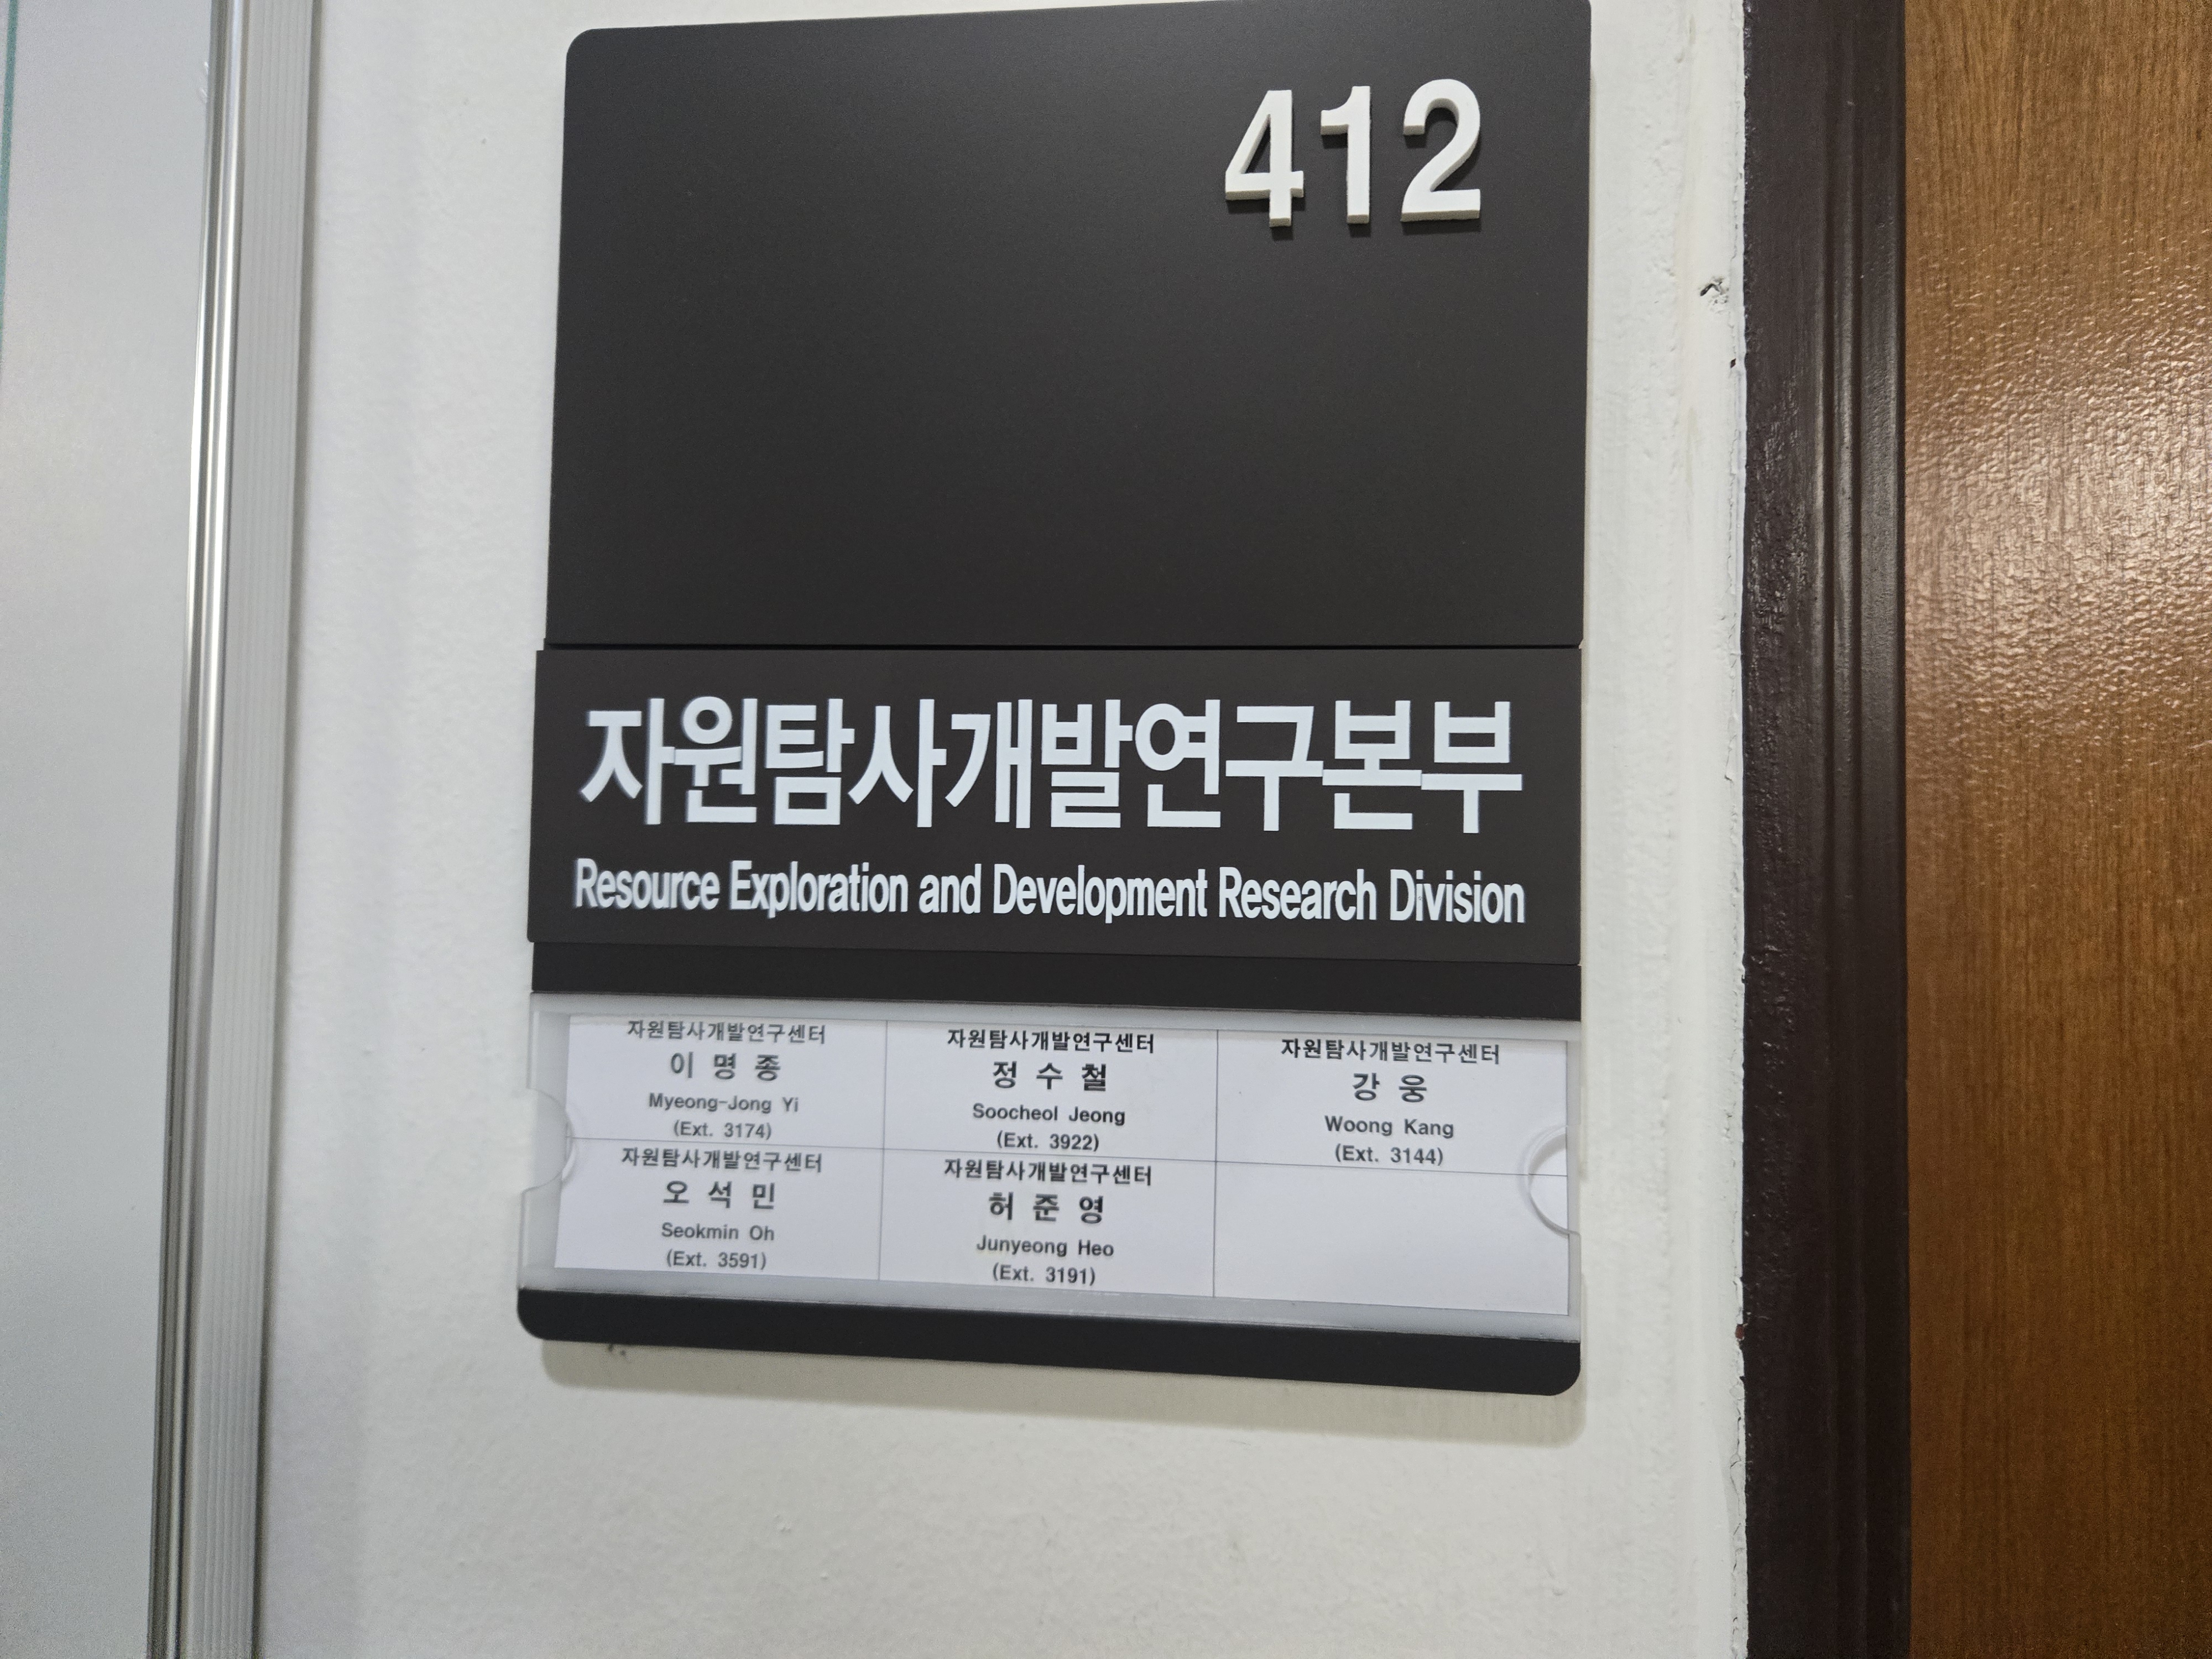 412
자원탐사개발연구본부
Resource Exploration and Development Research Division
자원탐사개발연구센터
이 명 종
Myeong-Jong Yi
(Ext. 3174)
자원탐사개발연구센터
정 수 철
Soocheol Jeong
(Ext. 3922)
자원탐사개발연구센터
강 웅
Woong Kang
(Ext. 3144)
자원탐사개발연구센터
오 석 민
Seokmin Oh
(Ext. 3591)
자원탐사개발연구센터
허 준 영
Junyeong Heo
(Ext. 3191)